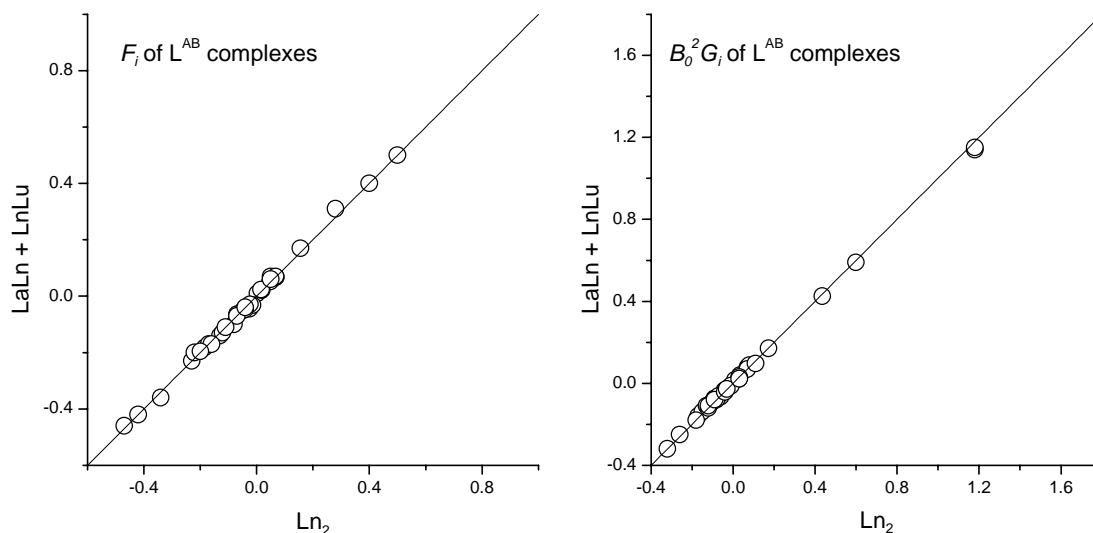 F_i of L^AB complexes
0.8
0.4
0.0
-0.4
LaLn + LnLu
-0.4 0.0 0.4 0.8
Ln₂
B_0^2G_i of L^AB complexes
1.6
1.2
0.8
0.4
0.0
-0.4
LaLn + LnLu
-0.4 0.0 0.4 0.8 1.2 1.6
Ln₂